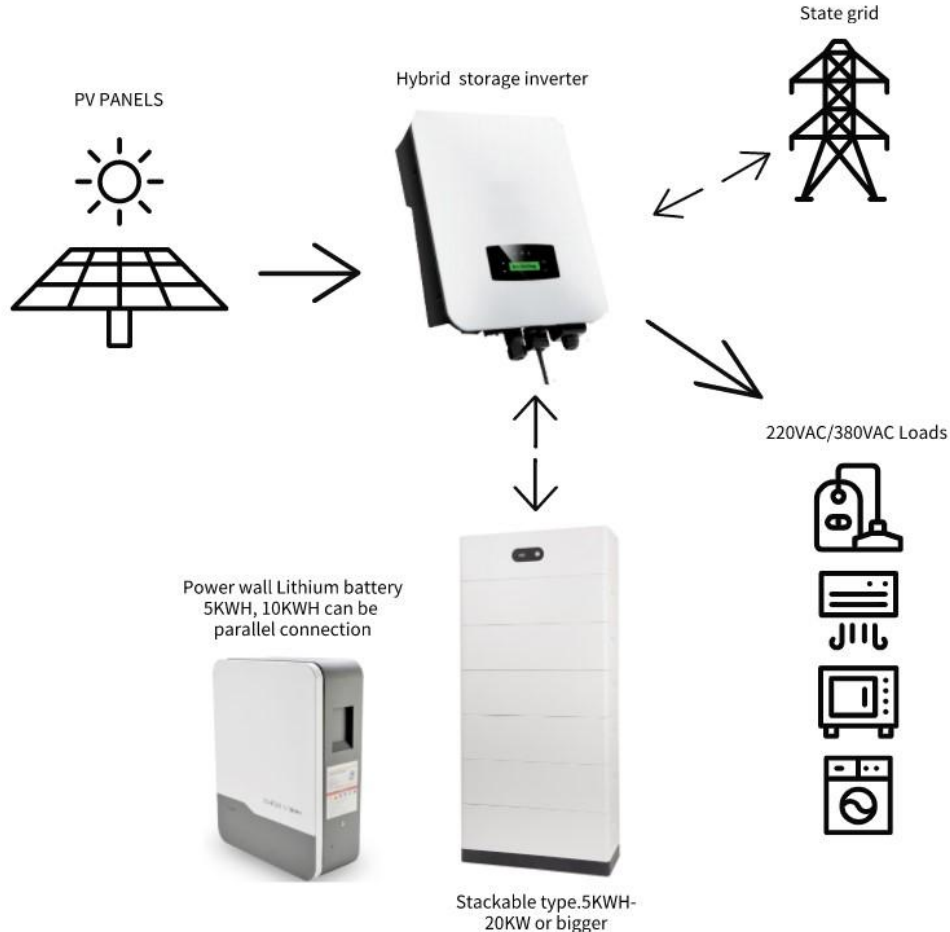 State grid
Hybrid  storage inverter
PV PANELS
220VAC/380VAC Loads
Power wall Lithium battery
5KWH, 10KWH can be
parallel connection
Stackable type.5KWH-
20KW or bigger